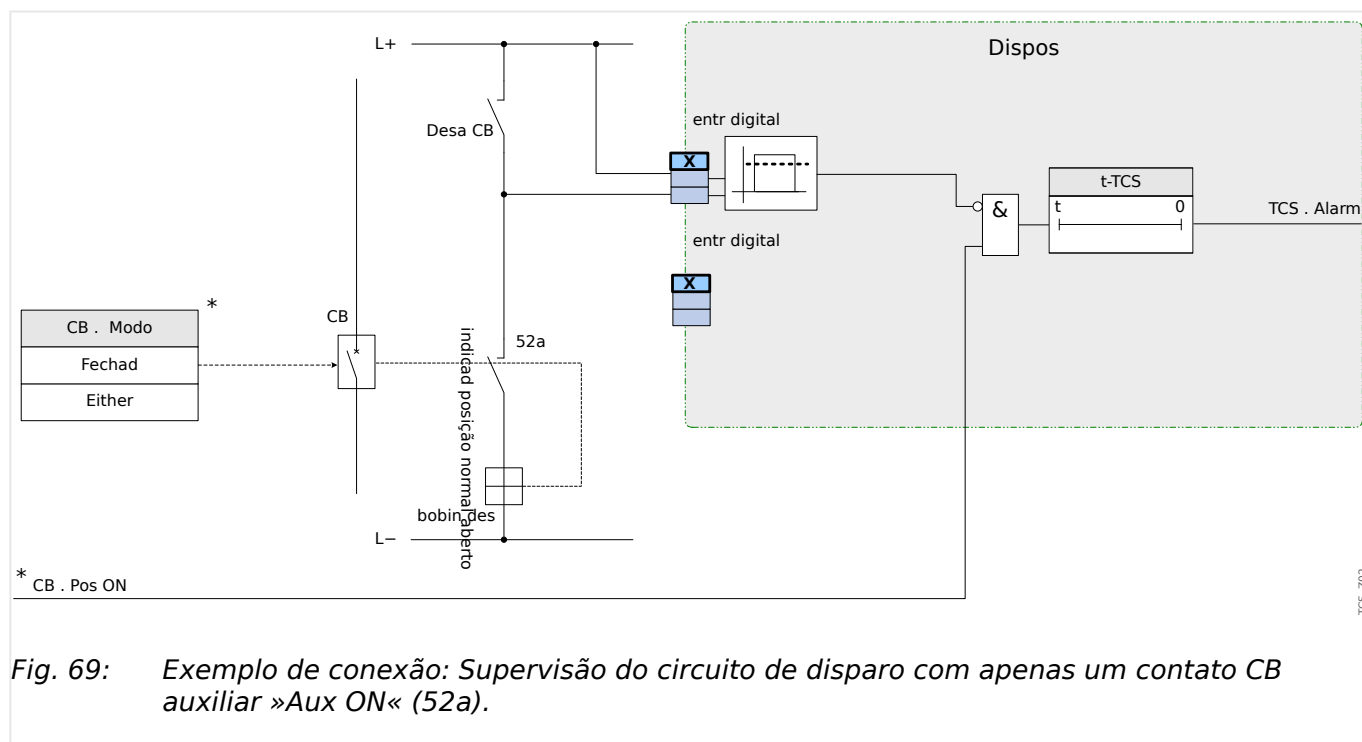 L+
Dispos
entr digital
Desa CB
X
t-TCS
t 0
&
TCS . Alarm
entr digital
X
*
CB . Modo
CB
Fechad
Either
52a
indicad posição normal aberto
bobin des
L−
*
CB . Pos ON
Fig. 69: Exemplo de conexão: Supervisão do circuito de disparo com apenas um contato CB
auxiliar »Aux ON« (52a).